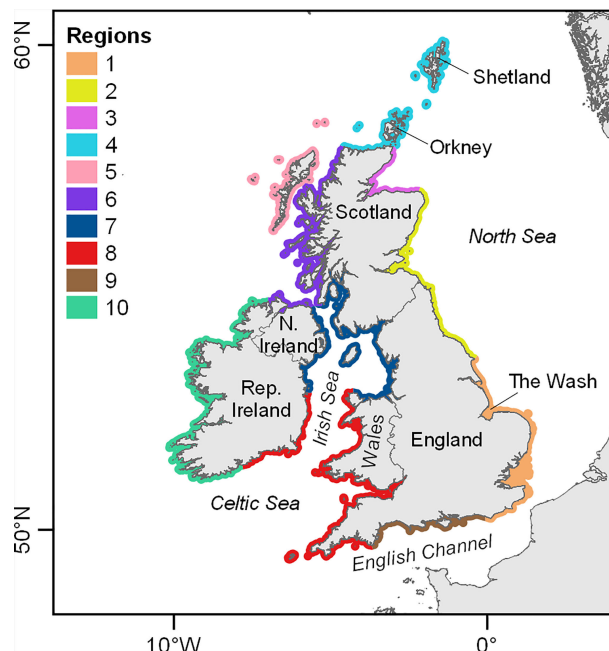 60°N
Regions
1
2
3
4
5
6
7
8
9
10
Shetland
Orkney
Scotland
North Sea
N.
Ireland
The Wash
Rep.
Ireland
Irish Sea
Wales
England
Celtic Sea
50°N
English Channel
10°W
0°